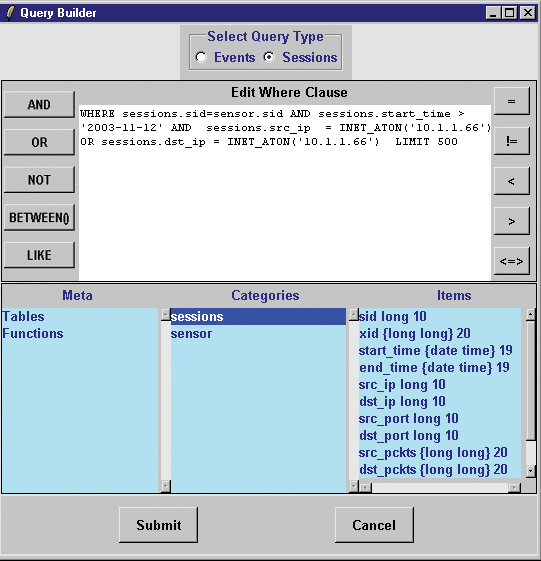 Query Builder
Select Query Type
Events Sessions
Edit Where Clause
AND
OR
NOT
BETWEEN()
LIKE
WHERE sessions.sid=sensor.sid AND sessions.start_time >
'2003-11-12' AND  sessions.src_ip  = INET_ATON('10.1.1.66')
OR sessions.dst_ip = INET_ATON('10.1.1.66')  LIMIT 500
=
!=
<
>
<=>
Meta
Tables
Functions
Categories
sessions
sensor
Items
sid long 10
xid {long long} 20
start_time {date time} 19
end_time {date time} 19
src_ip long 10
dst_ip long 10
src_port long 10
dst_port long 10
src_pckts {long long} 20
dst_pckts {long long} 20
Submit
Cancel